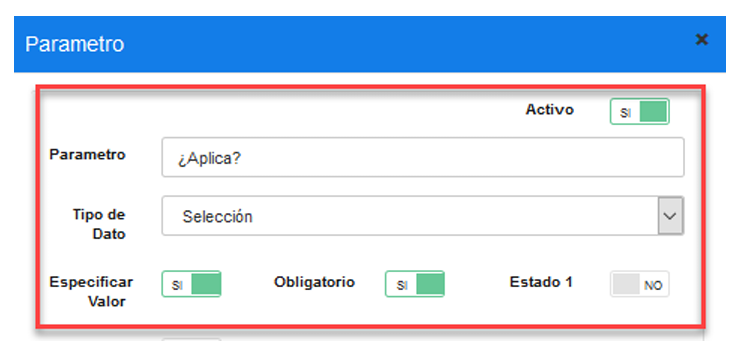 Parametro ×
Activo SI
Parametro ¿Aplica?
Tipo de Dato Selección
Especificar Valor SI Obligatorio SI Estado 1 NO